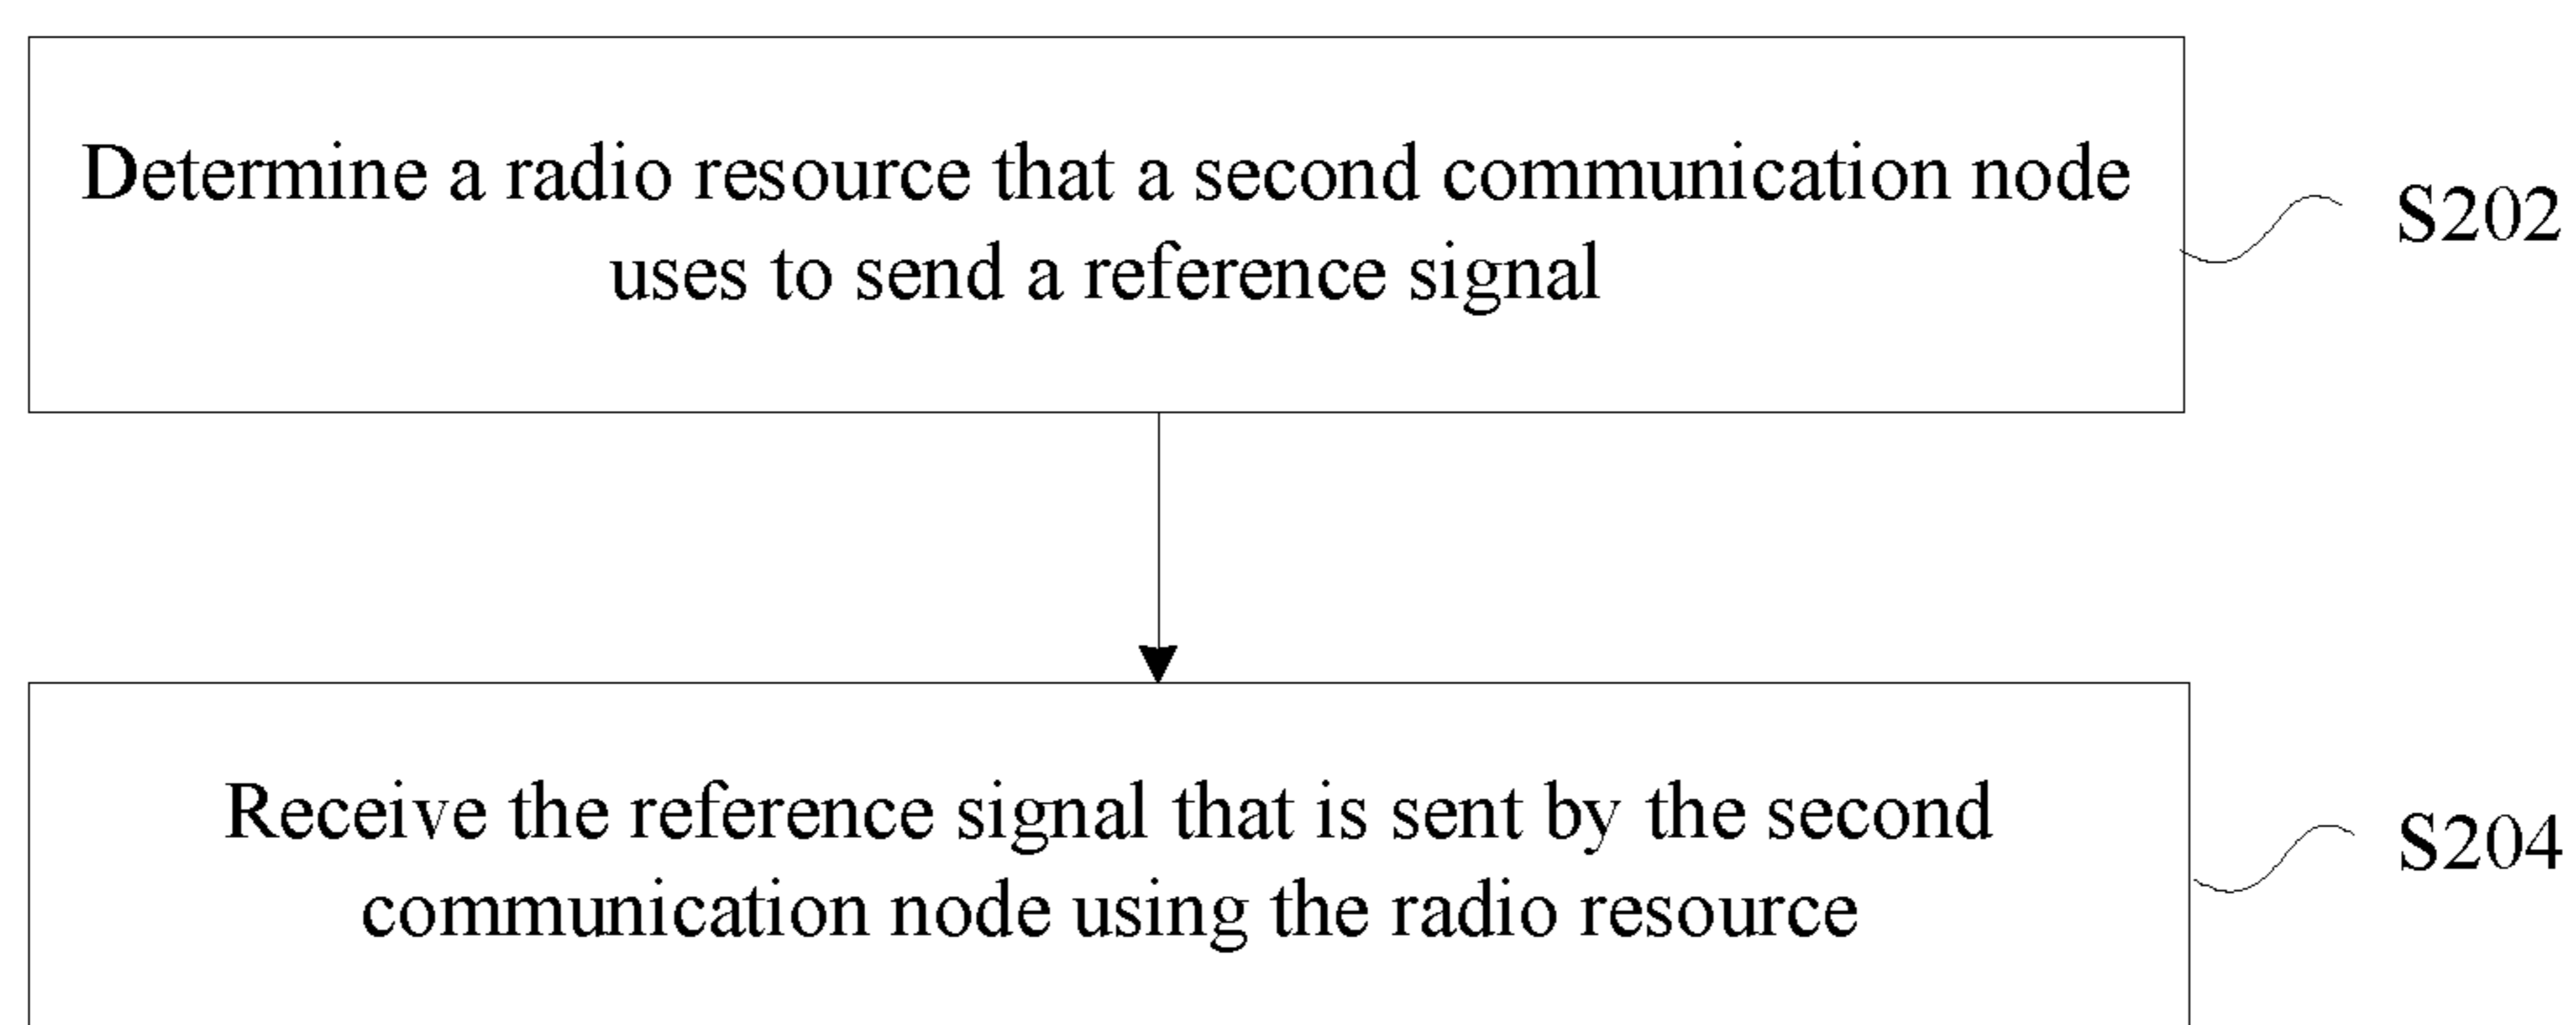 Determine a radio resource that a second communication node
uses to send a reference signal
S202
Receive the reference signal that is sent by the second
communication node using the radio resource
S204